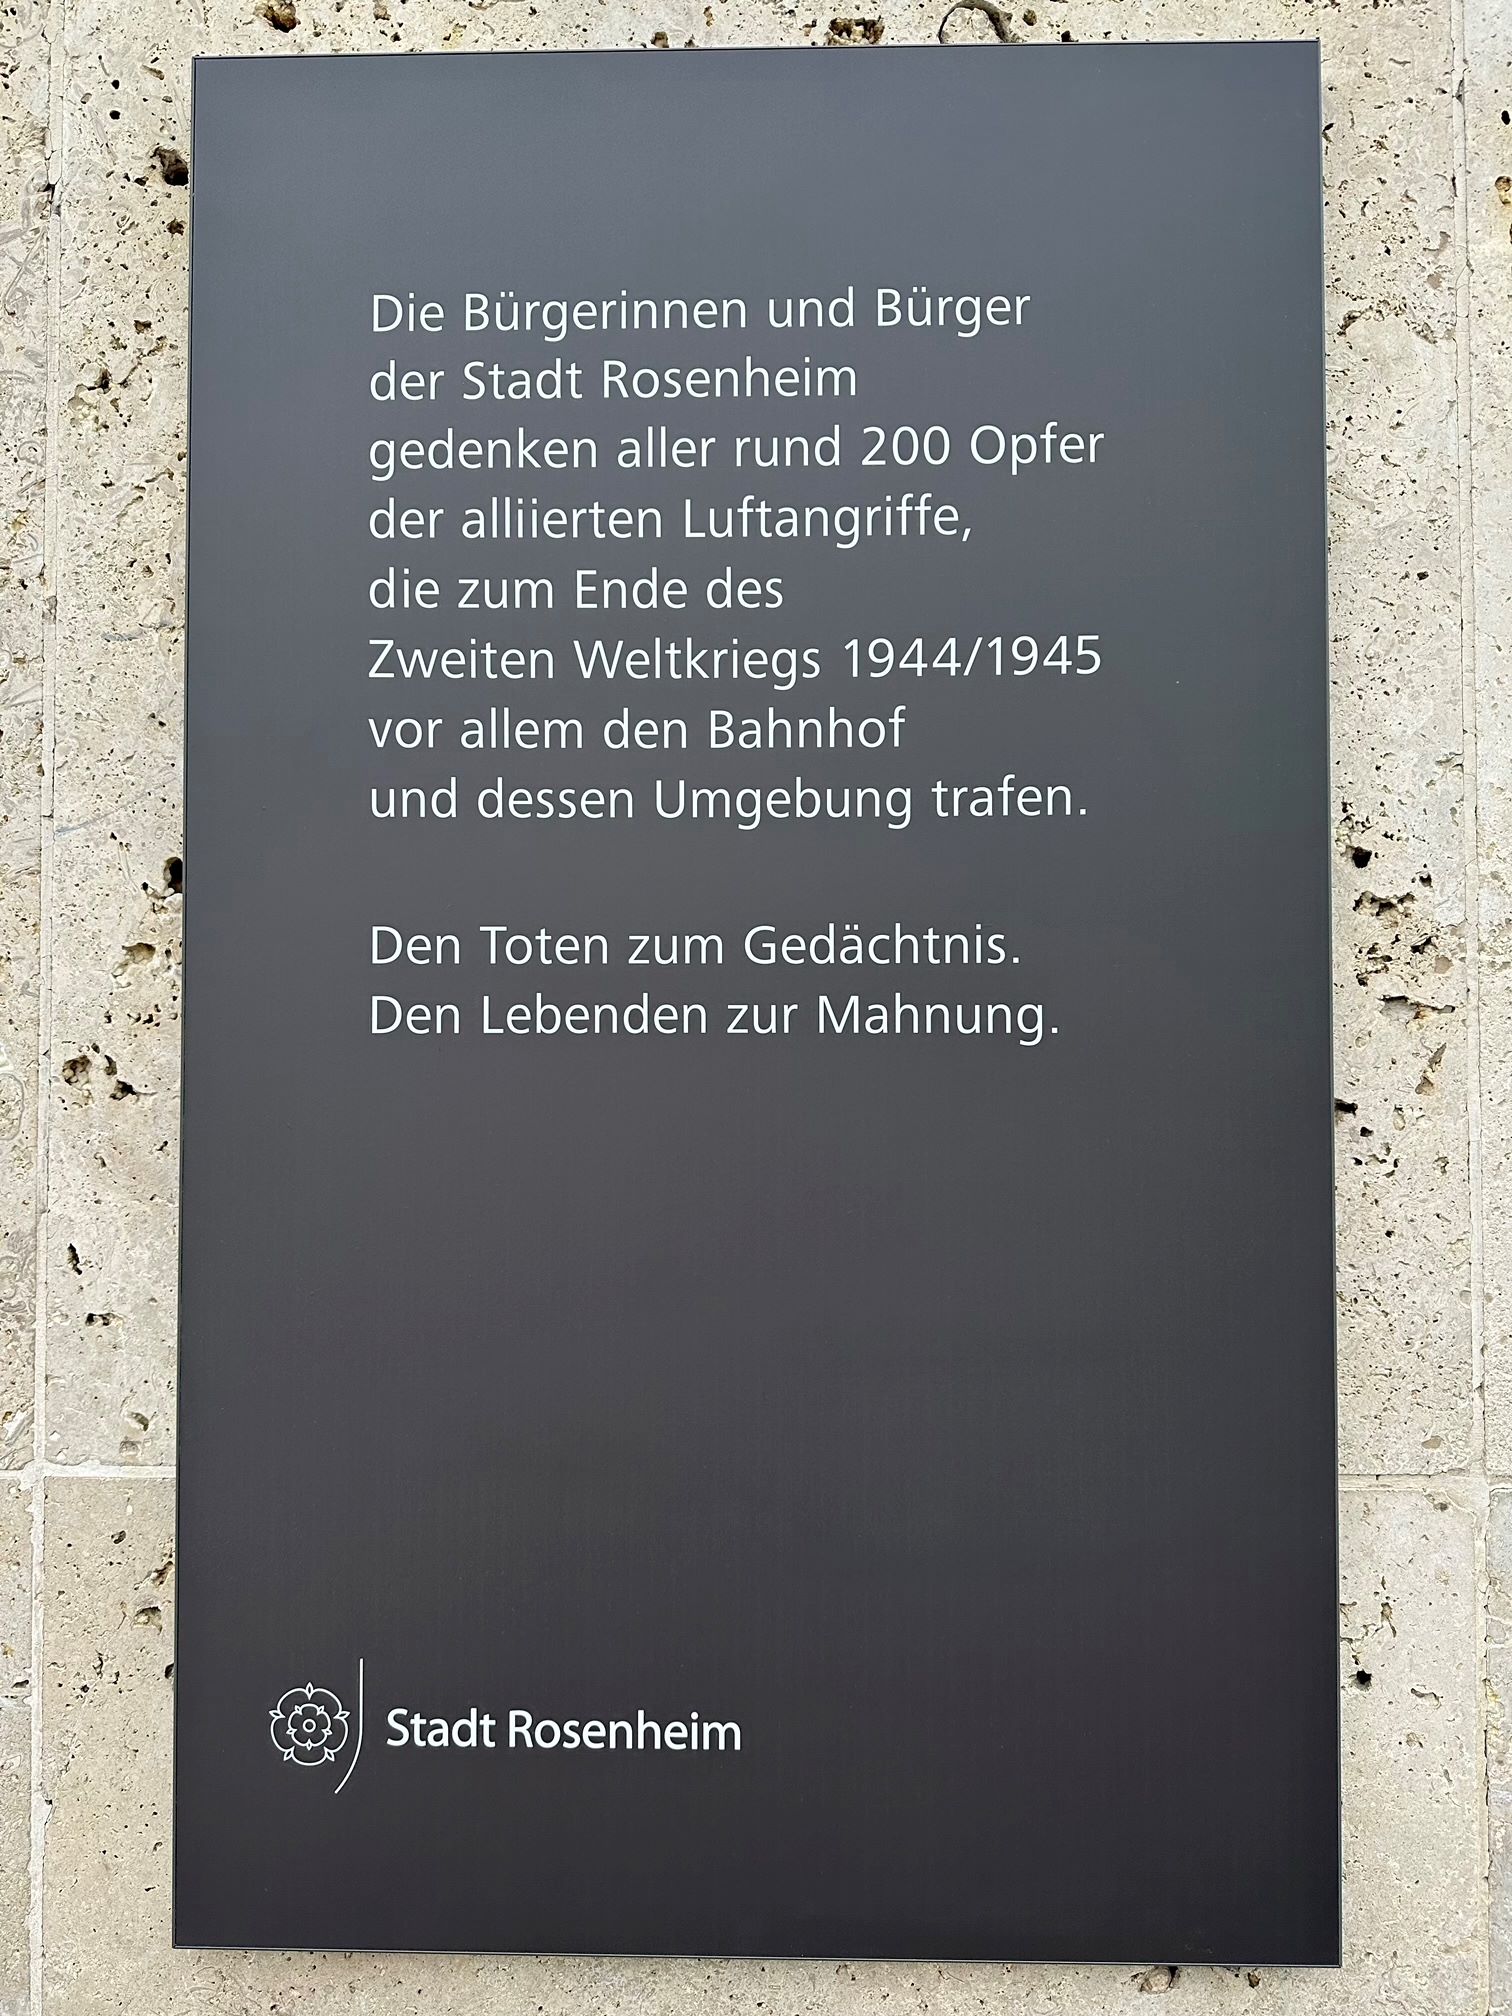 Die Bürgerinnen und Bürger
der Stadt Rosenheim
gedenken aller rund 200 Opfer
der alliierten Luftangriffe,
die zum Ende des
Zweiten Weltkriegs 1944/1945
vor allem den Bahnhof
und dessen Umgebung trafen.
Den Toten zum Gedächtnis.
Den Lebenden zur Mahnung.
Stadt Rosenheim